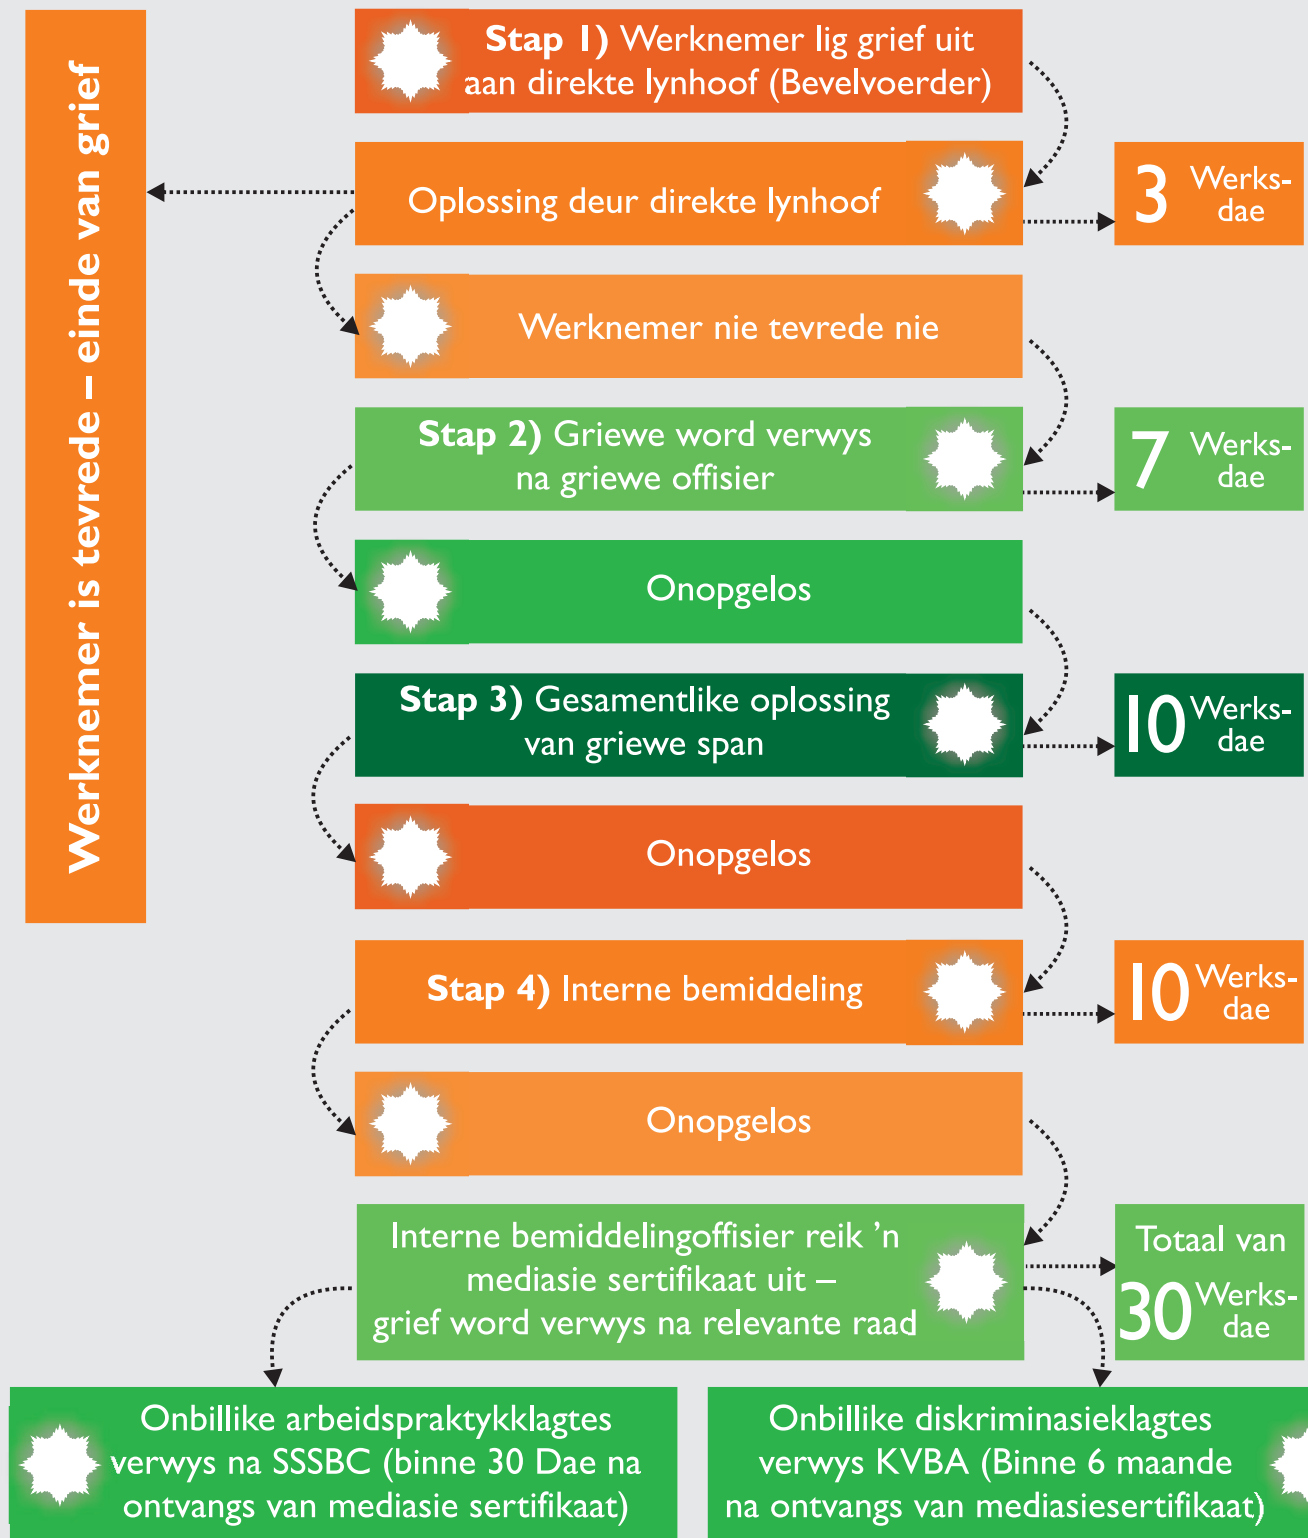 Werknemer is tevrede – einde van grief
Stap 1) Werknemer lig grief uit
aan direkte lynhoof (Bevelvoerder)
Oplossing deur direkte lynhoof
3 Werks-
dae
Werknemer nie tevrede nie
Stap 2) Griewe word verwys
na griewe offisier
7 Werks-
dae
Onopgelos
Stap 3) Gesamentlike oplossing
van griewe span
10 Werks-
dae
Onopgelos
Stap 4) Interne bemiddeling
10 Werks-
dae
Onopgelos
Interne bemiddelingoffisier reik ’n
mediasie sertifikaat uit –
grief word verwys na relevante raad
Totaal van
30 Werks-
dae
Onbillike arbeidspraktykklagtes
verwys na SSSBC (binne 30 Dae na
ontvangs van mediasie sertifikaat)
Onbillike diskriminasieklagtes
verwys KVBA (Binne 6 maande
na ontvangs van mediasiesertifikaat)